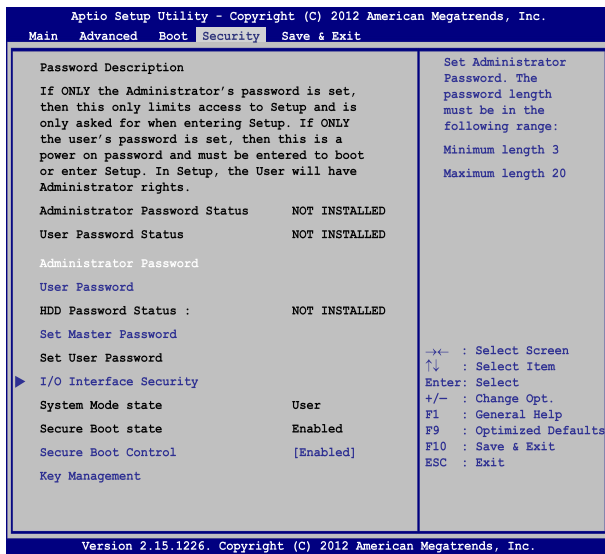 Aptio Setup Utility - Copyright (C) 2012 American Megatrends, Inc.
Main Advanced Boot Security Save & Exit
Password Description
If ONLY the Administrator's password is set,
then this only limits access to Setup and is
only asked for when entering Setup. If ONLY
the user's password is set, then this is a
power on password and must be entered to boot
or enter Setup. In Setup, the User will have
Administrator rights.
Administrator Password Status NOT INSTALLED
User Password Status NOT INSTALLED
Administrator Password
User Password
HDD Password Status : NOT INSTALLED
Set Master Password
Set User Password
I/O Interface Security
System Mode state User
Secure Boot state Enabled
Secure Boot Control [Enabled]
Key Management
Set Administrator
Password. The
password length
must be in the
following range:
Minimum length 3
Maximum length 20
→← : Select Screen
↑↓ : Select Item
Enter: Select
+/— : Change Opt.
F1 : General Help
F9 : Optimized Defaults
F10 : Save & Exit
ESC : Exit
Version 2.15.1226. Copyright (C) 2012 American Megatrends, Inc.